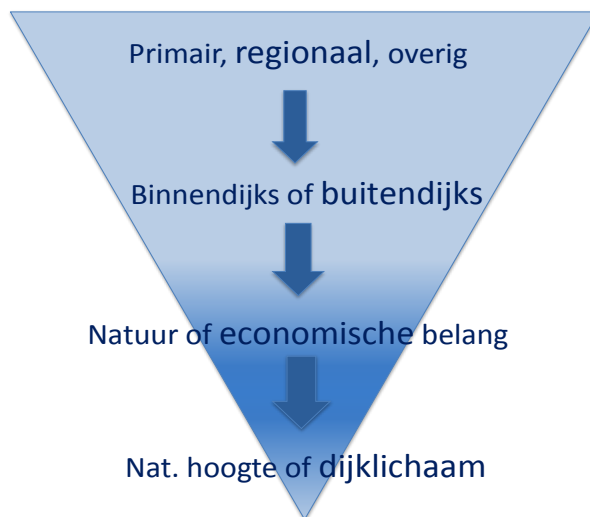 Primair, regionaal, overig
Binnendijks of buitendijks
Natuur of economische belang
Nat. hoogte of dijklichaam